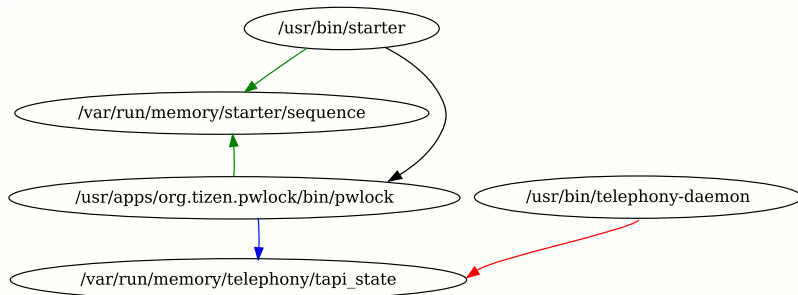 /usr/bin/starter
/var/run/memory/starter/sequence
/usr/apps/org.tizen.pwlock/bin/pwlock
/usr/bin/telephony-daemon
/var/run/memory/telephony/tapi_state